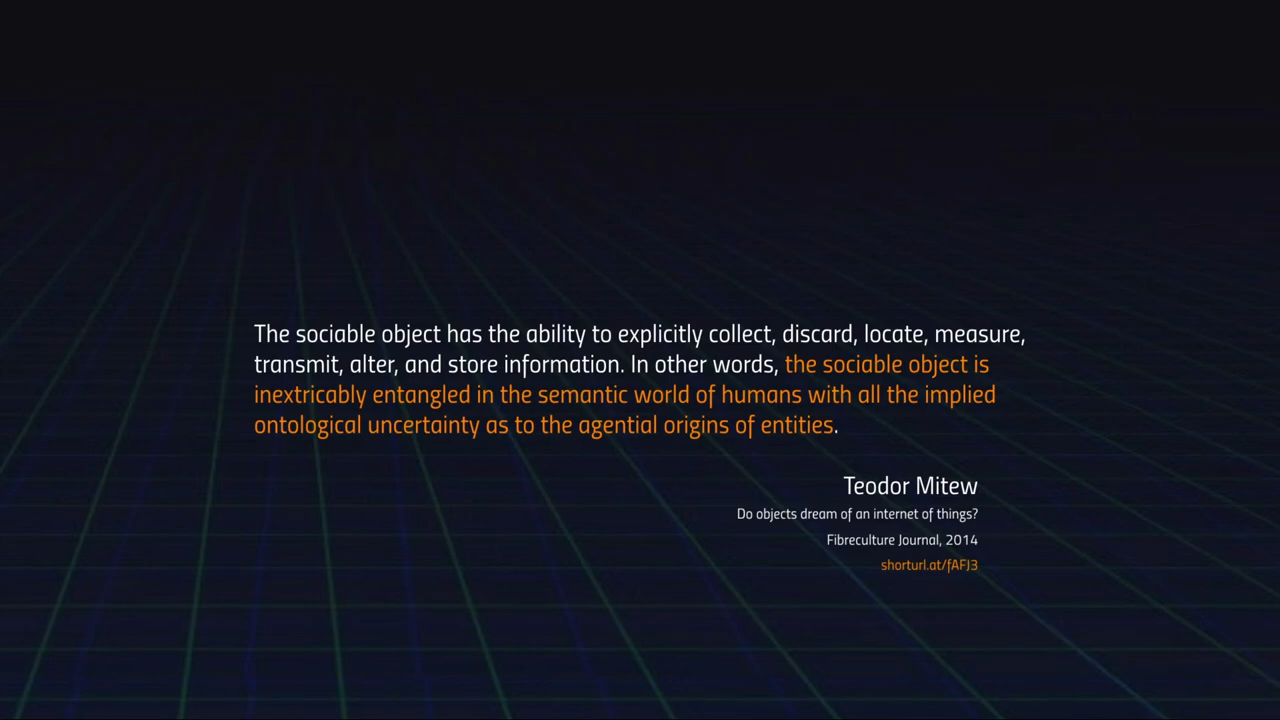 The sociable object has the ability to explicitly collect, discard, locate, measure,
transmit, alter, and store information. In other words, the sociable object is
inextricably entangled in the semantic world of humans with all the implied
ontological uncertainty as to the agential origins of entities.
Teodor Mitew
Do objects dream of an internet of things?
Fibreculture Journal, 2014
shorturl.at/fAFJ3